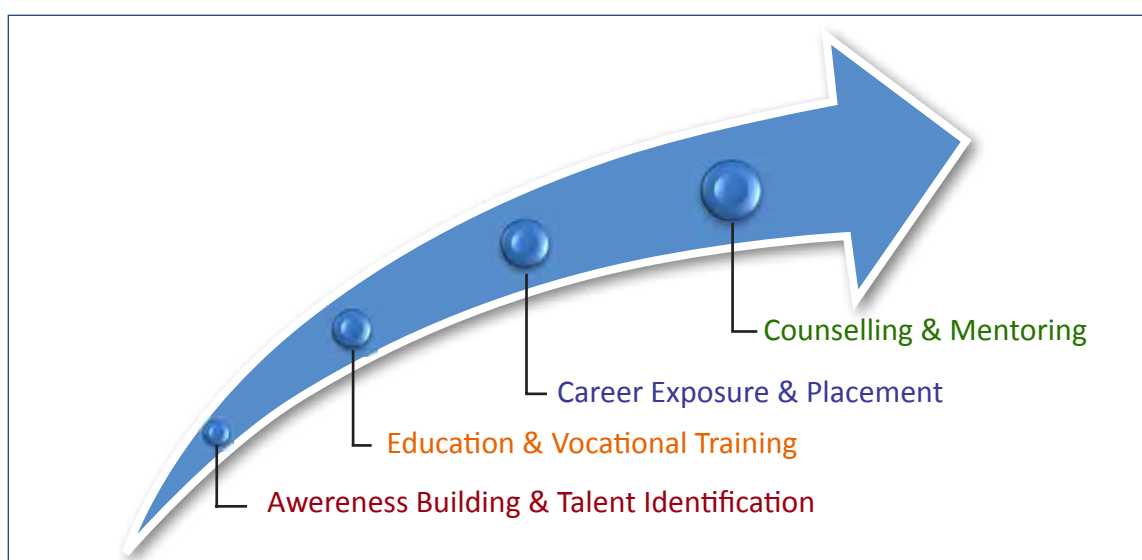 Counselling & Mentoring
Career Exposure & Placement
Education & Vocational Training
Awereness Building & Talent Identification